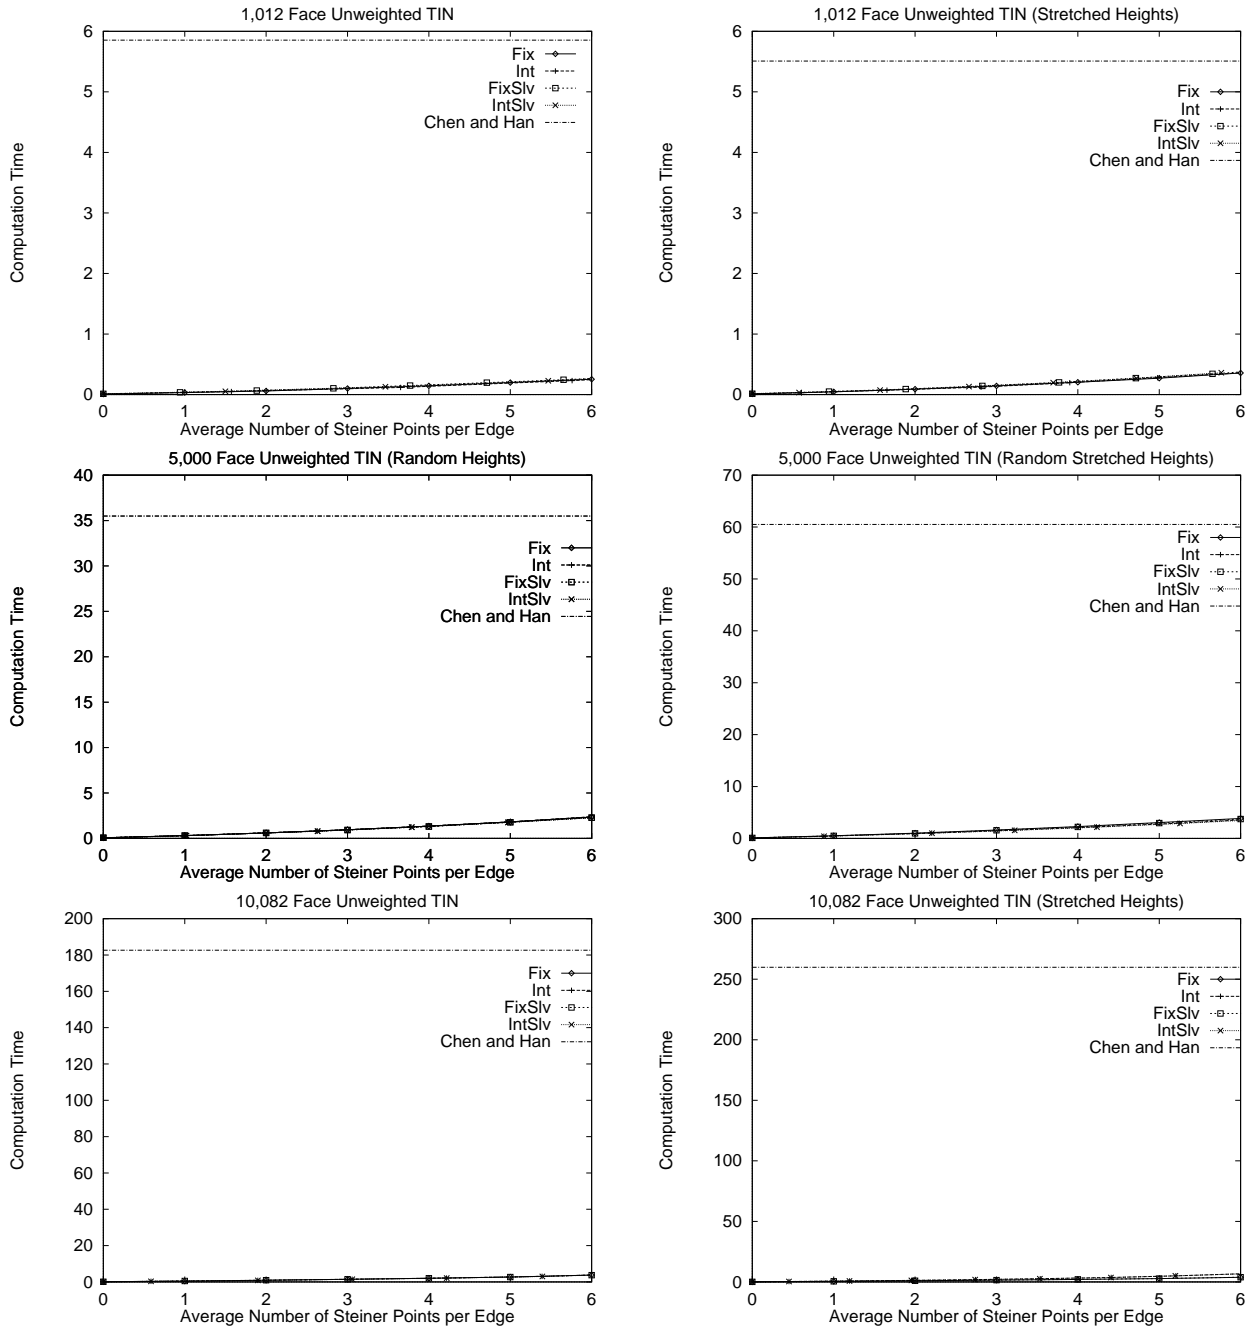 1,012 Face Unweighted TIN
6
5
4
3
2
1
0
Computation Time
Fix
Int
FixSlv
IntSlv
Chen and Han
0 1 2 3 4 5 6
Average Number of Steiner Points per Edge
1,012 Face Unweighted TIN (Stretched Heights)
6
5
4
3
2
1
0
Computation Time
Fix
Int
FixSlv
IntSlv
Chen and Han
0 1 2 3 4 5 6
Average Number of Steiner Points per Edge
5,000 Face Unweighted TIN (Random Heights)
40
35
30
25
20
15
10
5
0
Computation Time
Fix
Int
FixSlv
IntSlv
Chen and Han
0 1 2 3 4 5 6
Average Number of Steiner Points per Edge
5,000 Face Unweighted TIN (Random Stretched Heights)
70
60
50
40
30
20
10
0
Computation Time
Fix
Int
FixSlv
IntSlv
Chen and Han
0 1 2 3 4 5 6
Average Number of Steiner Points per Edge
10,082 Face Unweighted TIN
200
180
160
140
120
100
80
60
40
20
0
Computation Time
Fix
Int
FixSlv
IntSlv
Chen and Han
0 1 2 3 4 5 6
Average Number of Steiner Points per Edge
10,082 Face Unweighted TIN (Stretched Heights)
300
250
200
150
100
50
0
Computation Time
Fix
Int
FixSlv
IntSlv
Chen and Han
0 1 2 3 4 5 6
Average Number of Steiner Points per Edge